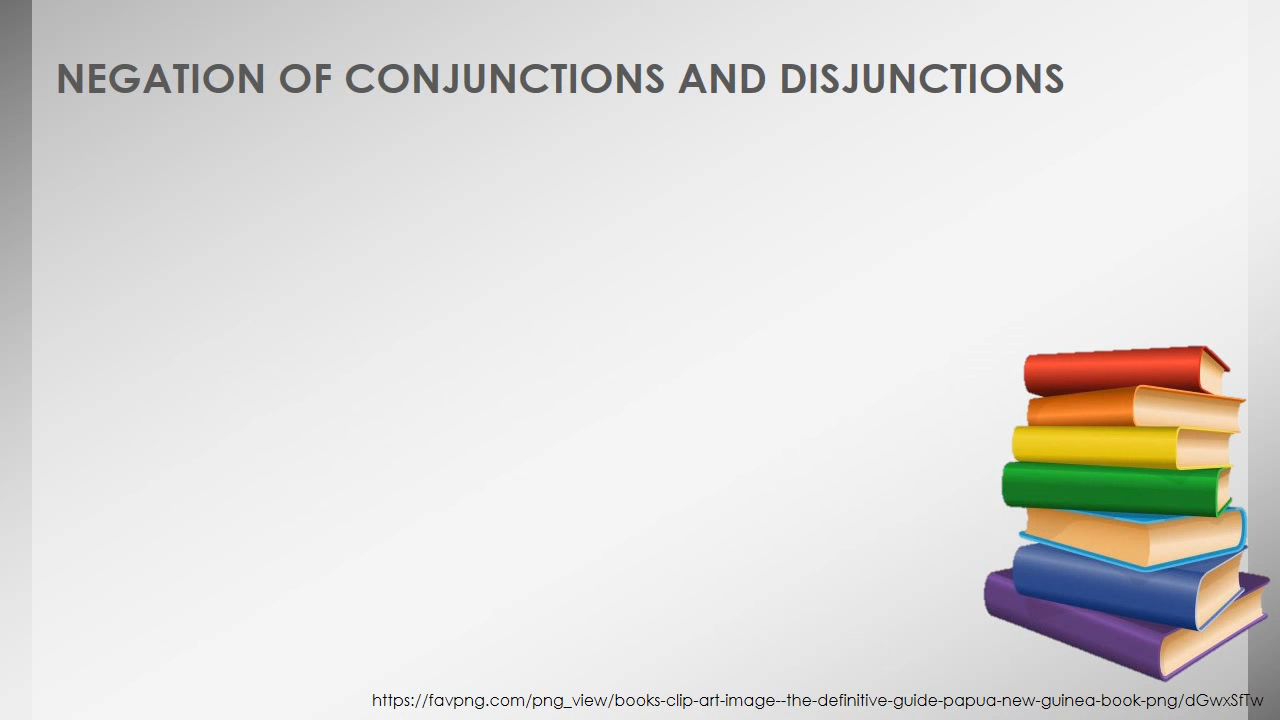 NEGATION OF CONJUNCTIONS AND DISJUNCTIONS
https://favpng.com/png_view/books-clip-art-image--the-definitive-guide-papua-new-guinea-book-png/dGwxSfTw